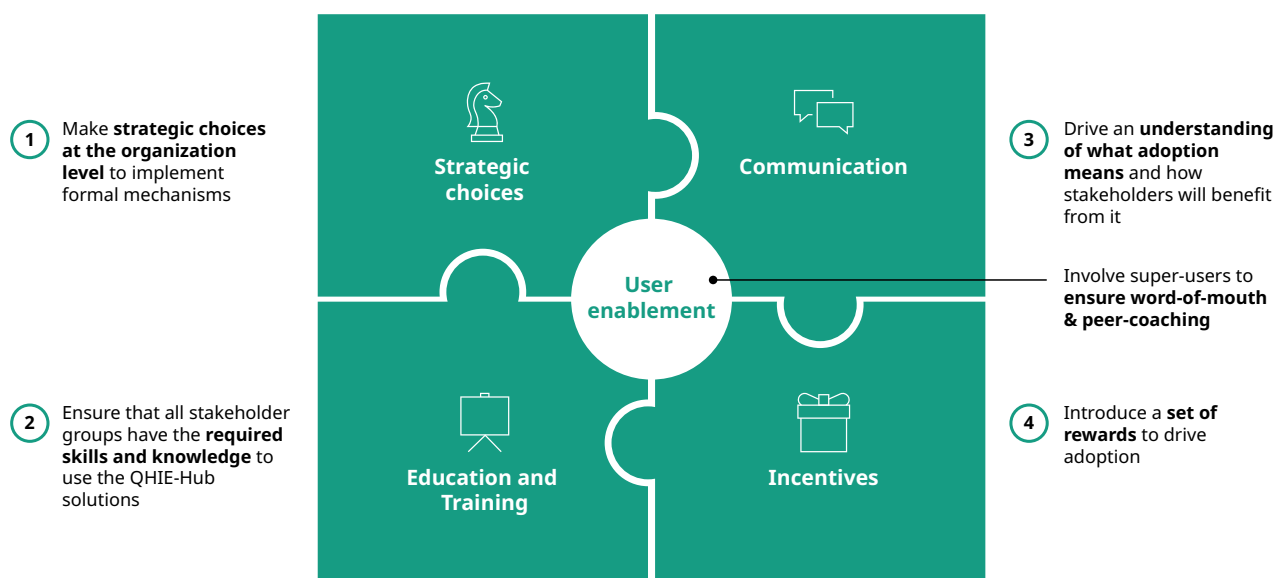 1
Make strategic choices
at the organization
level to implement
formal mechanisms
Strategic
choices
Communication
3
Drive an understanding
of what adoption
means and how
stakeholders will benefit
from it
User
enablement
Involve super-users to
ensure word-of-mouth
& peer-coaching
2
Ensure that all stakeholder
groups have the required
skills and knowledge to
use the QHIE-Hub
solutions
Education and
Training
Incentives
4
Introduce a set of
rewards to drive
adoption